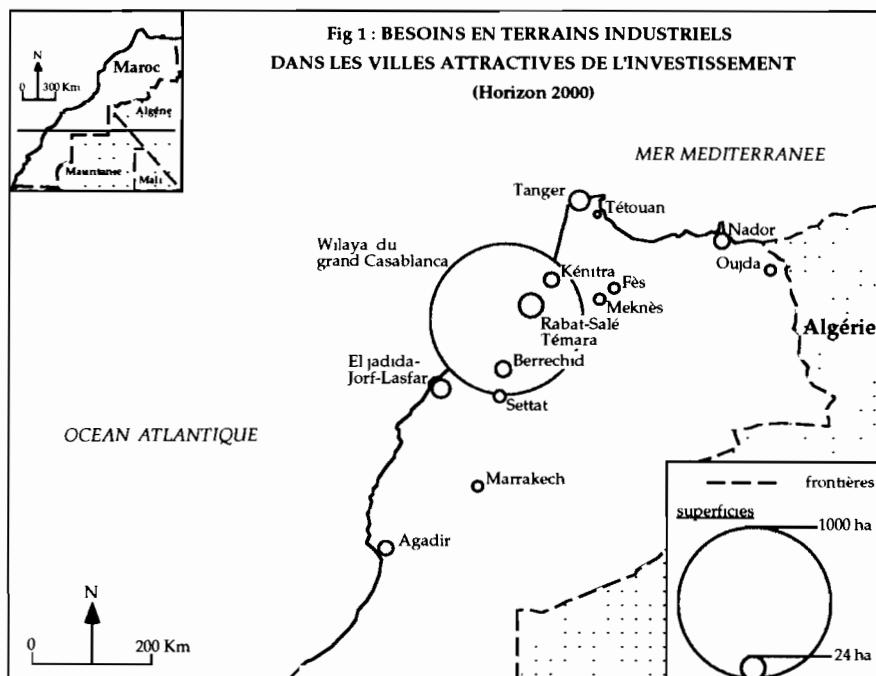 Fig 1 : BESOINS EN TERRAINS INDUSTRIELS
DANS LES VILLES ATTRACTIVES DE L'INVESTISSEMENT
(Horizon 2000)
N
0 300 Km
Maroc
Algérie
Mauritanie
Mali
MER MEDITERRANEE
Tanger
Tétouan
Nador
Oujda
Wilaya du
grand Casablanca
Kénitra
Fès
Meknès
Rabat-Salé
Témara
Algérie
El jadida-
Jorf-Lasfar
Berrechid
Settat
OCEAN ATLANTIQUE
Marrakech
Agadir
N
0 200 Km
frontières
superficies
1000 ha
24 ha